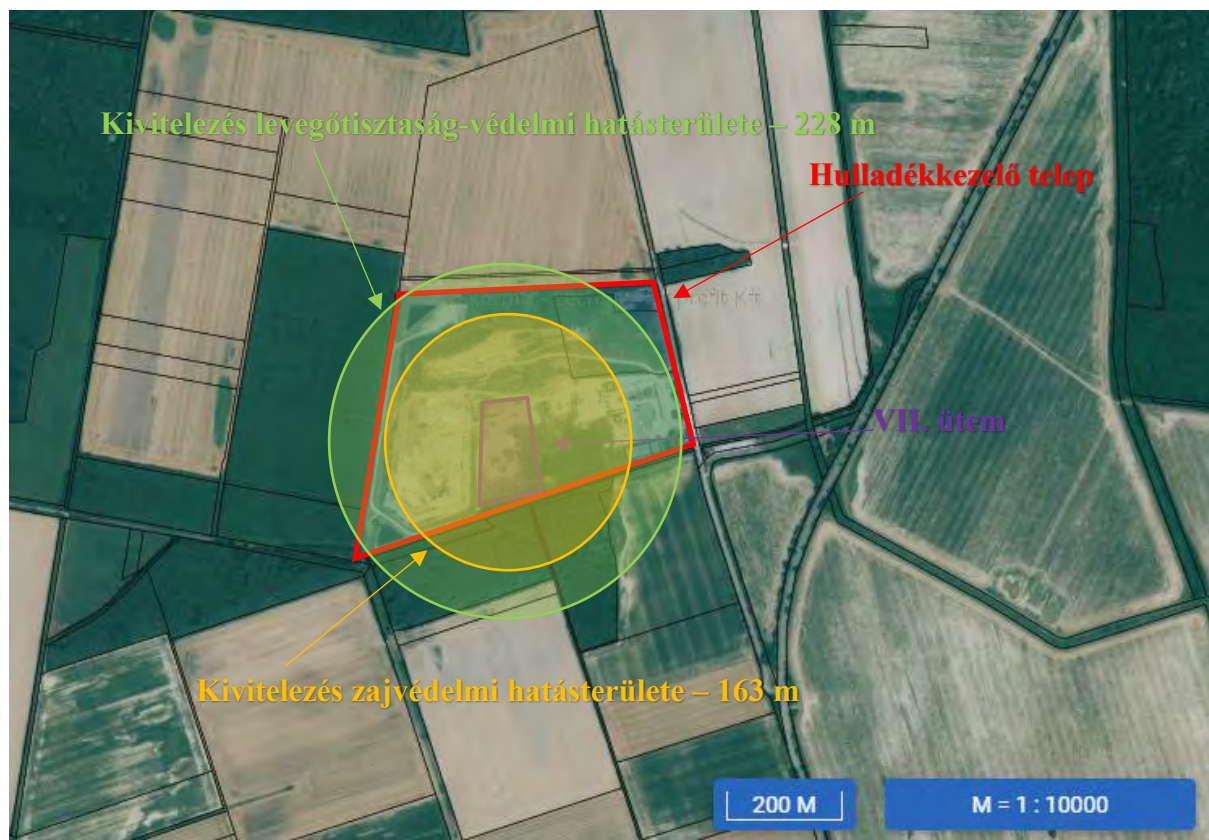 Kivitelezés levegőtisztaság-védelmi hatásterülete – 228 m
Hulladékkezelő telep
VII. ütem
Kivitelezés zajvédelmi hatásterülete – 163 m
200 M
M = 1 : 10000